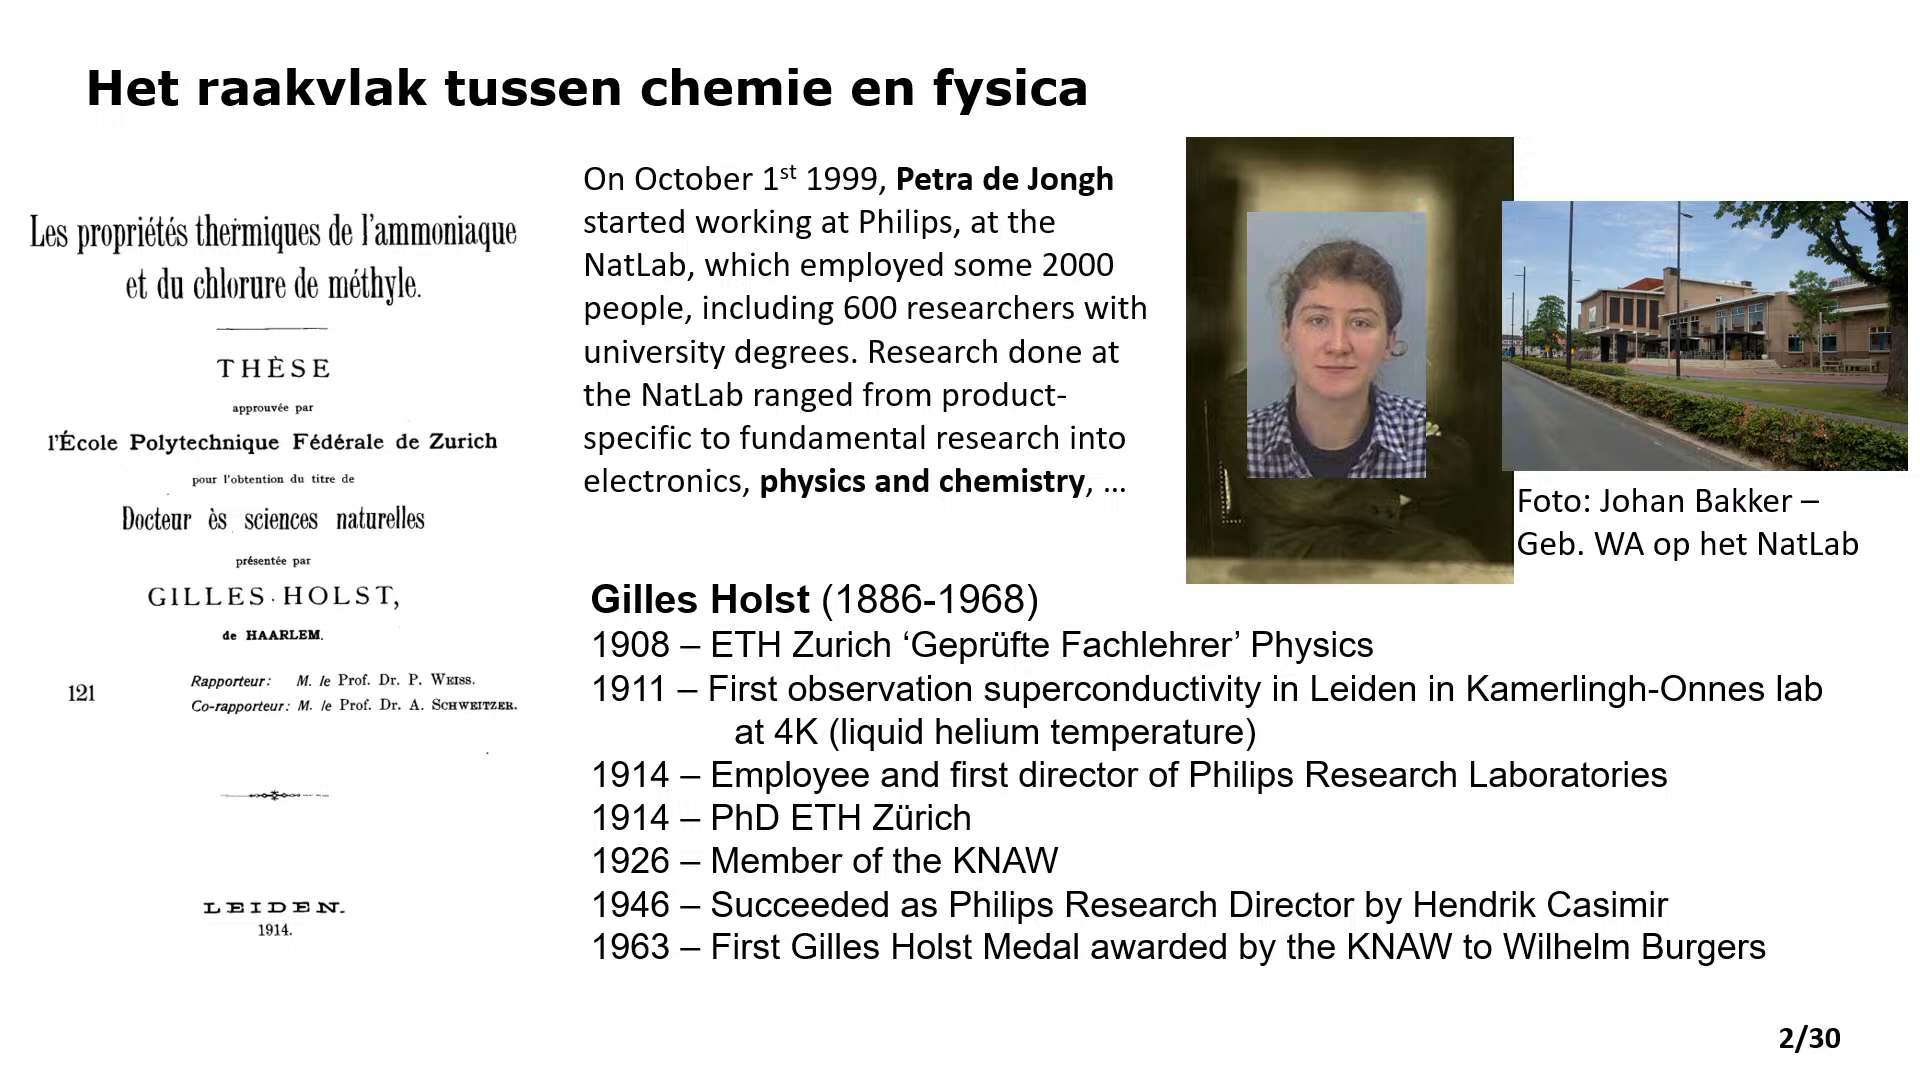 Het raakvlak tussen chemie en fysica
Les propriétés thermiques de l'ammoniaque
et du chlorure de méthyle.
THÈSE
approuvée par
l'École Polytechnique Fédérale de Zurich
pour l'obtention du titre de
Docteur ès sciences naturelles
présentée par
GILLES HOLST,
de HAARLEM.
Rapporteur: M. le Prof. Dr. P. WEISS.
121
Co-rapporteur: M. le Prof. Dr. A. SCHWEITZER.
LEIDEN.
1914.
On October 1st 1999, Petra de Jongh
started working at Philips, at the
NatLab, which employed some 2000
people, including 600 researchers with
university degrees. Research done at
the NatLab ranged from product-
specific to fundamental research into
electronics, physics and chemistry, …
Foto: Johan Bakker –
Geb. WA op het NatLab
Gilles Holst (1886-1968)
1908 – ETH Zurich ‘Geprüfte Fachlehrer’ Physics
1911 – First observation superconductivity in Leiden in Kamerlingh-Onnes lab
at 4K (liquid helium temperature)
1914 – Employee and first director of Philips Research Laboratories
1914 – PhD ETH Zürich
1926 – Member of the KNAW
1946 – Succeeded as Philips Research Director by Hendrik Casimir
1963 – First Gilles Holst Medal awarded by the KNAW to Wilhelm Burgers
2/30